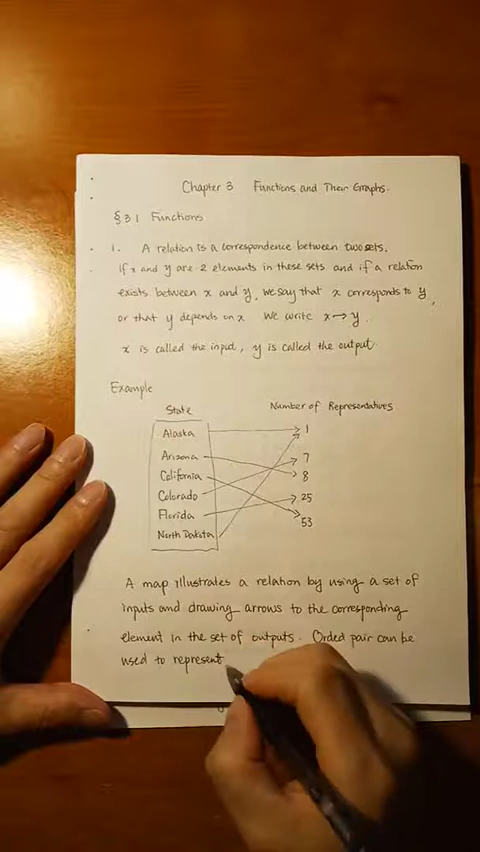 Chapter 3 Functions and Their Graphs.
§3.1 Functions
1. A relation is a correspondence between two sets.
If x and y are 2 elements in these sets and if a relation
exists between x and y, we say that x corresponds to y,
or that y depends on x We write x→y.
x is called the input, y is called the output.
Example
State Number of Representatives
Alaska 1
Arizona 7
California 8
Colorado 25
Florida 53
North Dakota
A map illustrates a relation by using a set of
inputs and drawing arrows to the corresponding
element in the set of outputs. Orded pair can be
used to represent